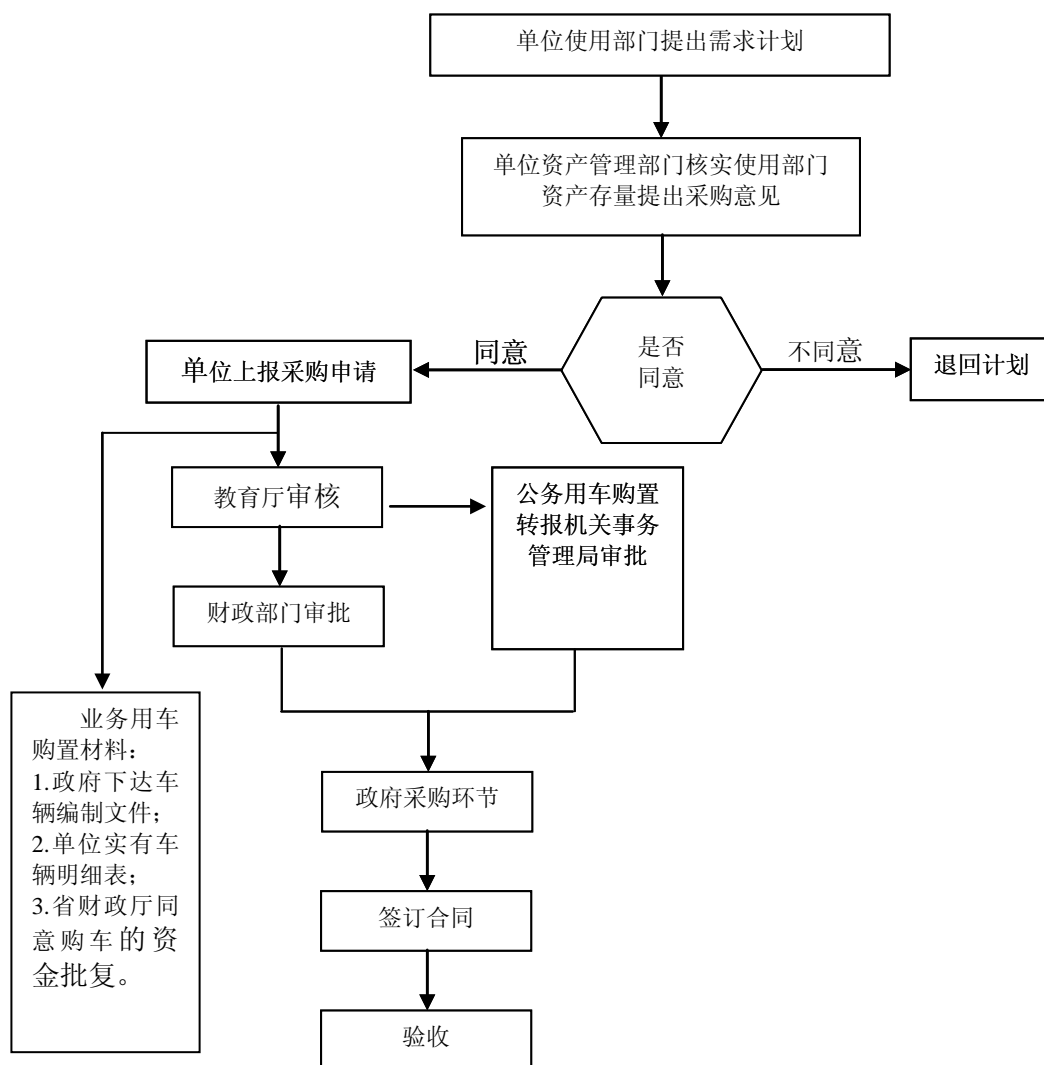 单位使用部门提出需求计划
单位资产管理部门核实使用部门
资产存量提出采购意见
是否
同意
同意
不同意
单位上报采购申请
退回计划
教育厅审核
公务用车购置
转报机关事务
管理局审批
财政部门审批
业务用车
购置材料：
1.政府下达车
辆编制文件；
2.单位实有车
辆明细表；
3.省财政厅同
意购车的资
金批复。
政府采购环节
签订合同
验收